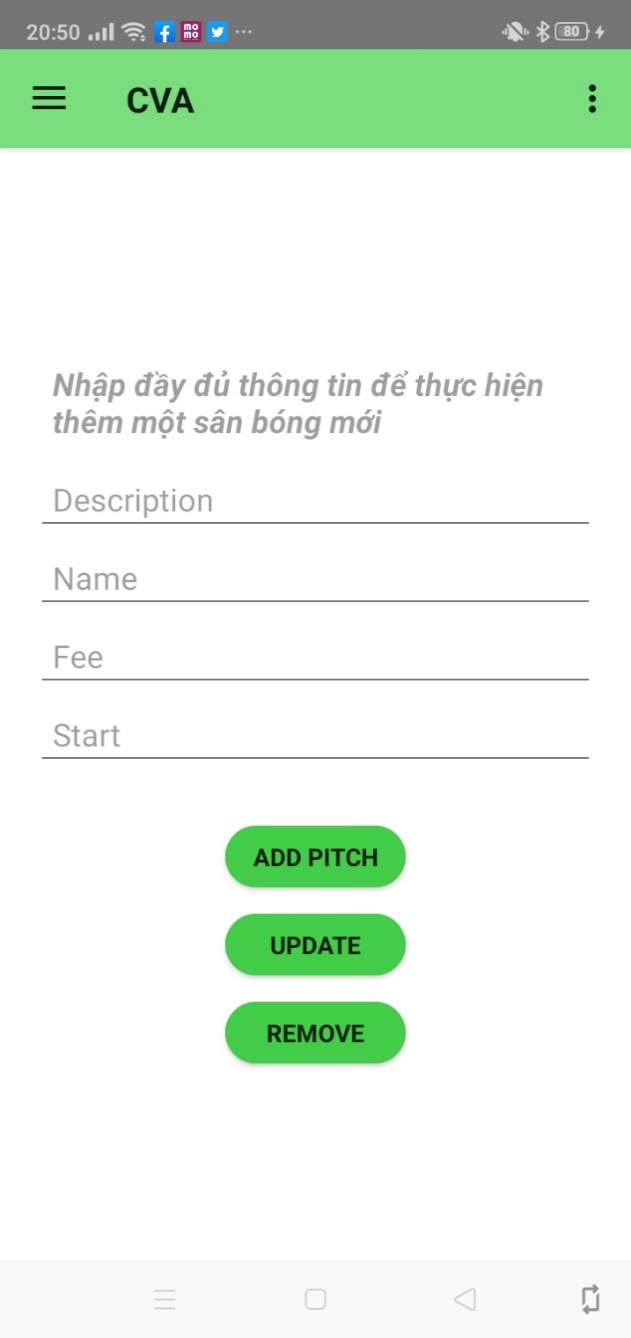 20:50
momo
80
CVA
Nhập đầy đủ thông tin để thực hiện
thêm một sân bóng mới
Description
Name
Fee
Start
ADD PITCH
UPDATE
REMOVE